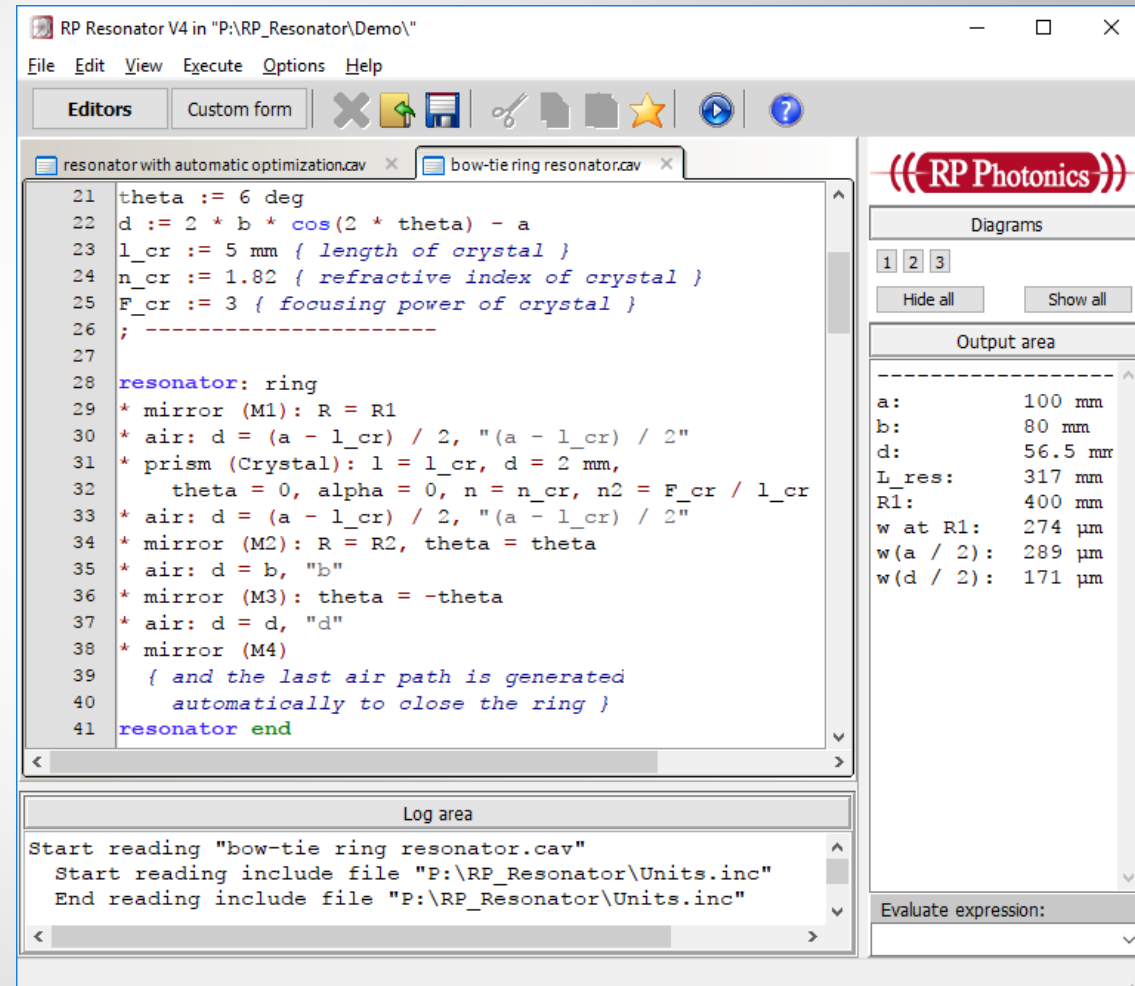 RP Resonator V4 in "P:\RP_Resonator\Demo\"
File Edit View Execute Options Help
Editors Custom form
resonator with automatic optimization.cav
bow-tie ring resonator.cav
21 theta := 6 deg
22 d := 2 * b * cos(2 * theta) - a
23 l_cr := 5 mm { length of crystal }
24 n_cr := 1.82 { refractive index of crystal }
25 F_cr := 3 { focusing power of crystal }
26 ; ----------------------
27
28 resonator: ring
29 * mirror (M1): R = R1
30 * air: d = (a - l_cr) / 2, "(a - l_cr) / 2"
31 * prism (Crystal): l = l_cr, d = 2 mm,
32 theta = 0, alpha = 0, n = n_cr, n2 = F_cr / l_cr
33 * air: d = (a - l_cr) / 2, "(a - l_cr) / 2"
34 * mirror (M2): R = R2, theta = theta
35 * air: d = b, "b"
36 * mirror (M3): theta = -theta
37 * air: d = d, "d"
38 * mirror (M4)
39 { and the last air path is generated
40 automatically to close the ring }
41 resonator end
Log area
Start reading "bow-tie ring resonator.cav"
Start reading include file "P:\RP_Resonator\Units.inc"
End reading include file "P:\RP_Resonator\Units.inc"
((RP Photonics))
Diagrams
1 2 3
Hide all Show all
Output area
-------------------
a: 100 mm
b: 80 mm
d: 56.5 mm
L_res: 317 mm
R1: 400 mm
w at R1: 274 µm
w(a / 2): 289 µm
w(d / 2): 171 µm
Evaluate expression: